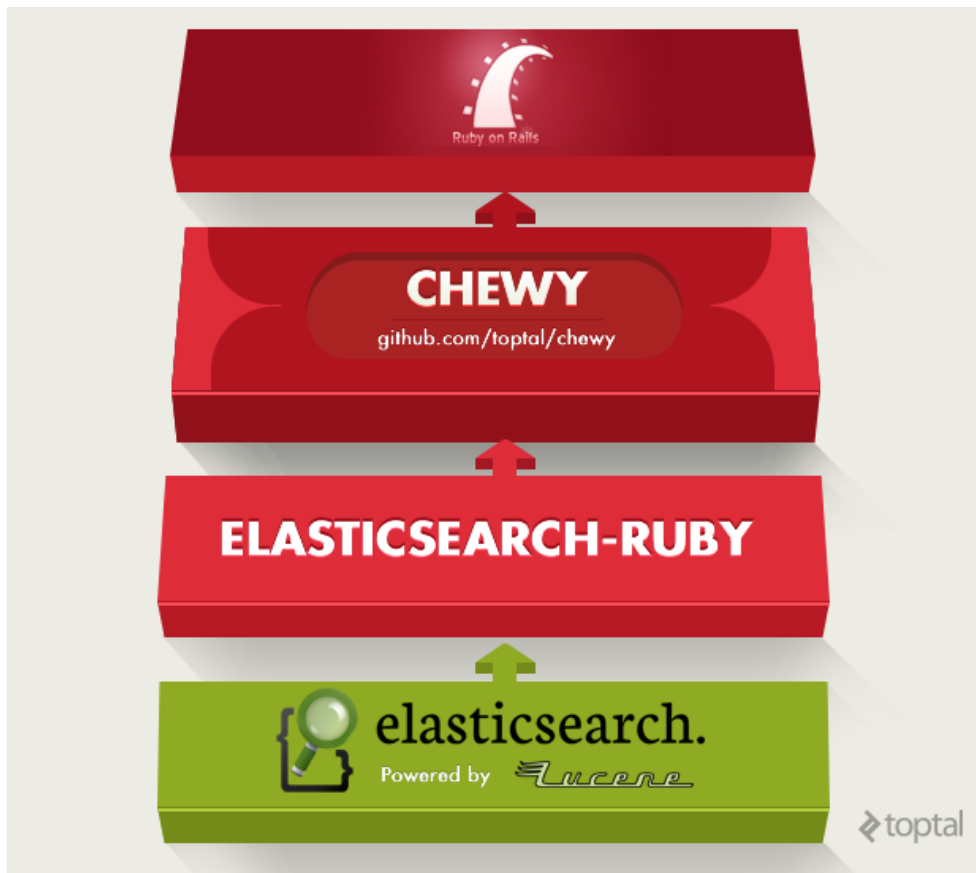 Ruby on Rails
CHEWY
github.com/toptal/chewy
ELASTICSEARCH-RUBY
elasticsearch.
Powered by Lucene
toptal